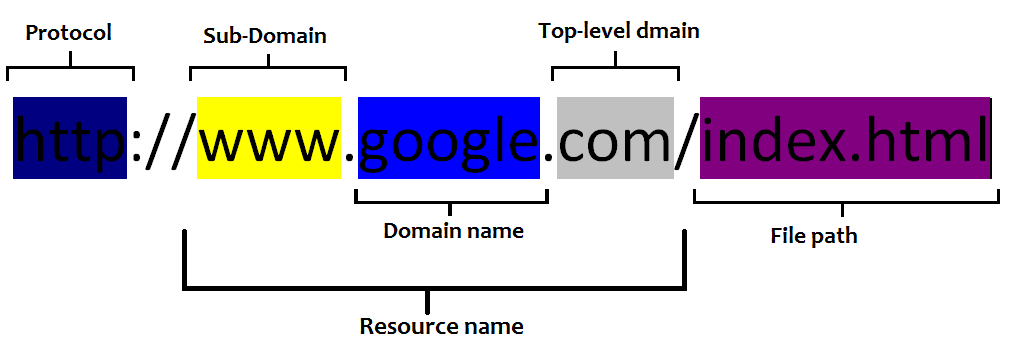 Protocol
Sub-Domain
Top-level dmain
http://www.google.com/index.html
Domain name
File path
Resource name